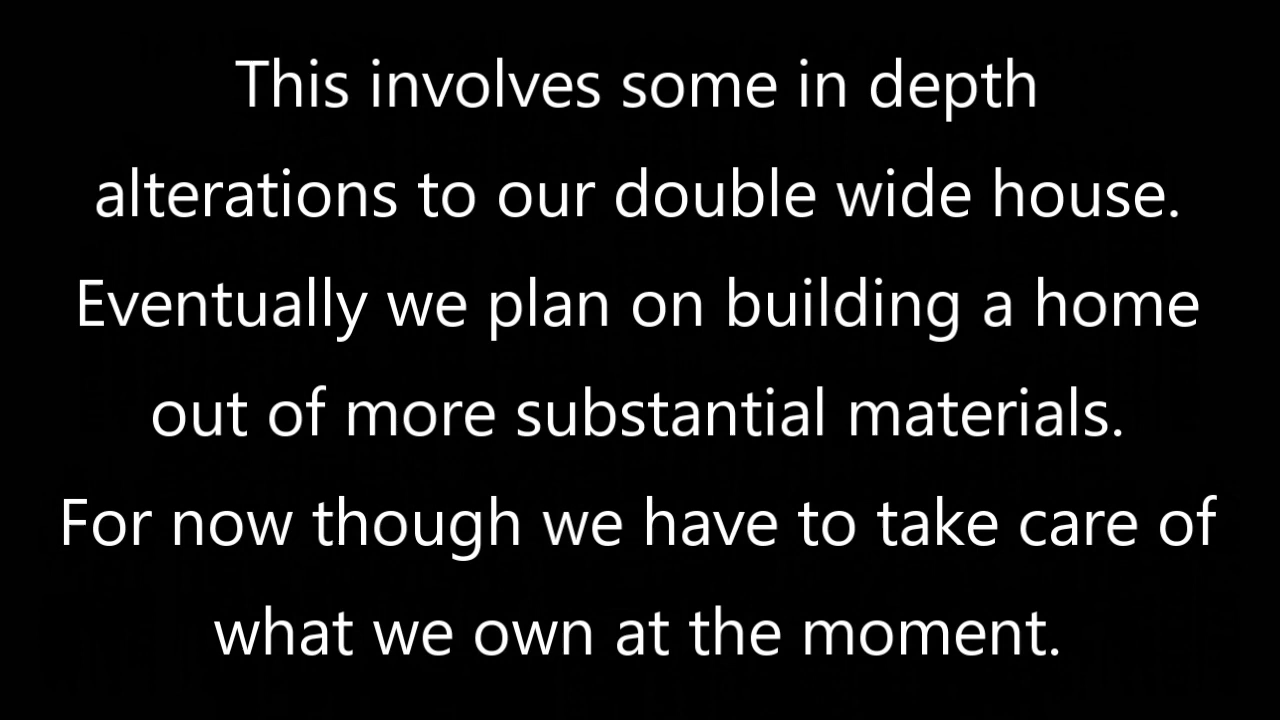 This involves some in depth
alterations to our double wide house.
Eventually we plan on building a home
out of more substantial materials.
For now though we have to take care of
what we own at the moment.